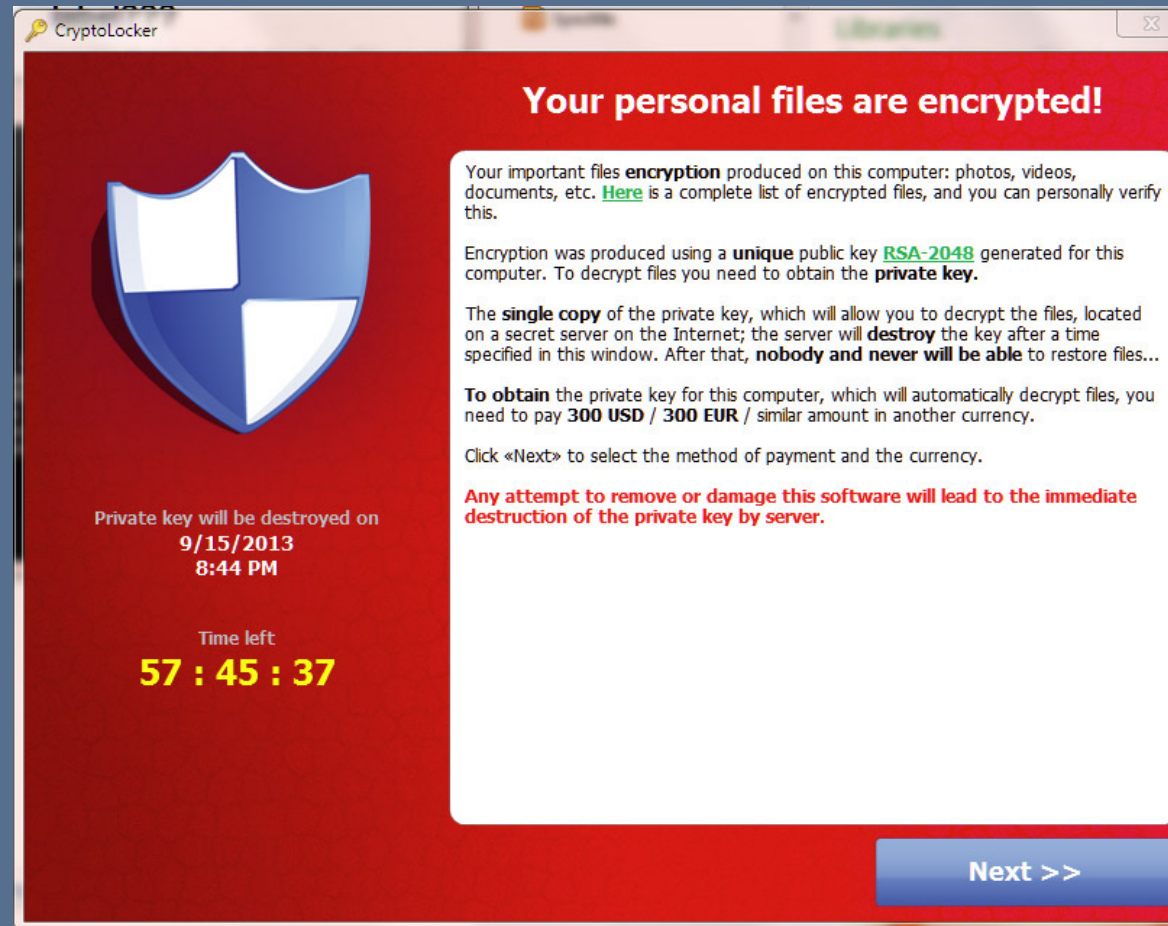 CryptoLocker
Your personal files are encrypted!
Your important files encryption produced on this computer: photos, videos,
documents, etc. Here is a complete list of encrypted files, and you can personally verify
this.
Encryption was produced using a unique public key RSA-2048 generated for this
computer. To decrypt files you need to obtain the private key.
The single copy of the private key, which will allow you to decrypt the files, located
on a secret server on the Internet; the server will destroy the key after a time
specified in this window. After that, nobody and never will be able to restore files...
To obtain the private key for this computer, which will automatically decrypt files, you
need to pay 300 USD / 300 EUR / similar amount in another currency.
Click «Next» to select the method of payment and the currency.
Any attempt to remove or damage this software will lead to the immediate
destruction of the private key by server.
Private key will be destroyed on
9/15/2013
8:44 PM
Time left
57 : 45 : 37
Next >>